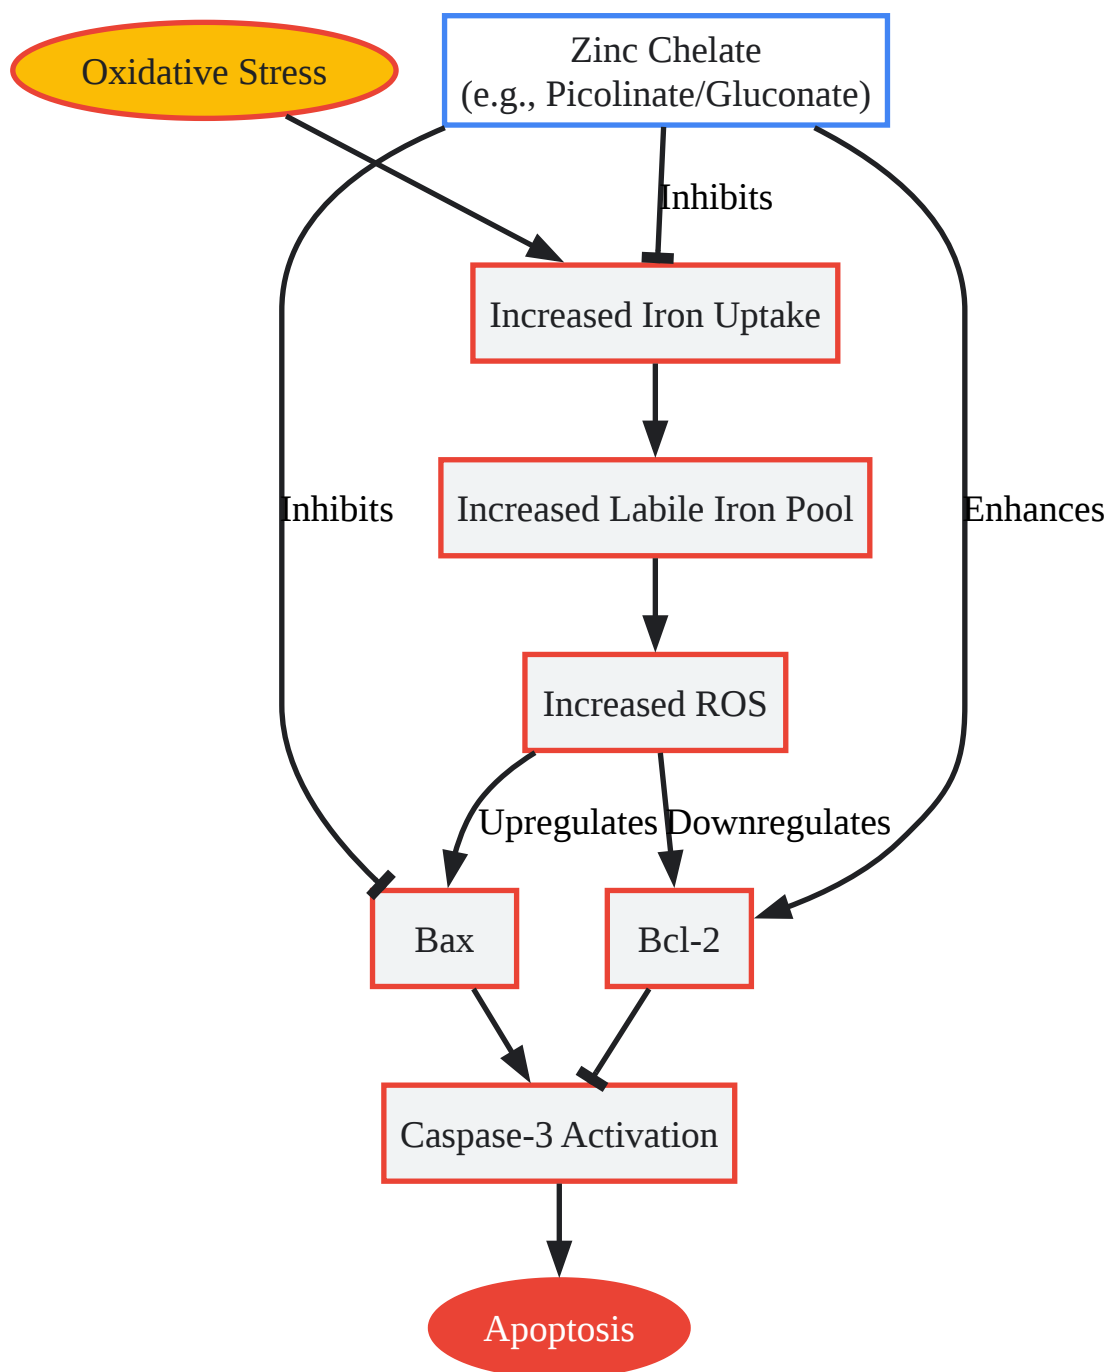 Oxidative Stress
Zinc Chelate
(e.g., Picolinate/Gluconate)
Inhibits
Increased Iron Uptake
Inhibits
Increased Labile Iron Pool
Enhances
Increased ROS
Upregulates
Downregulates
Bax
Bcl-2
Caspase-3 Activation
Apoptosis